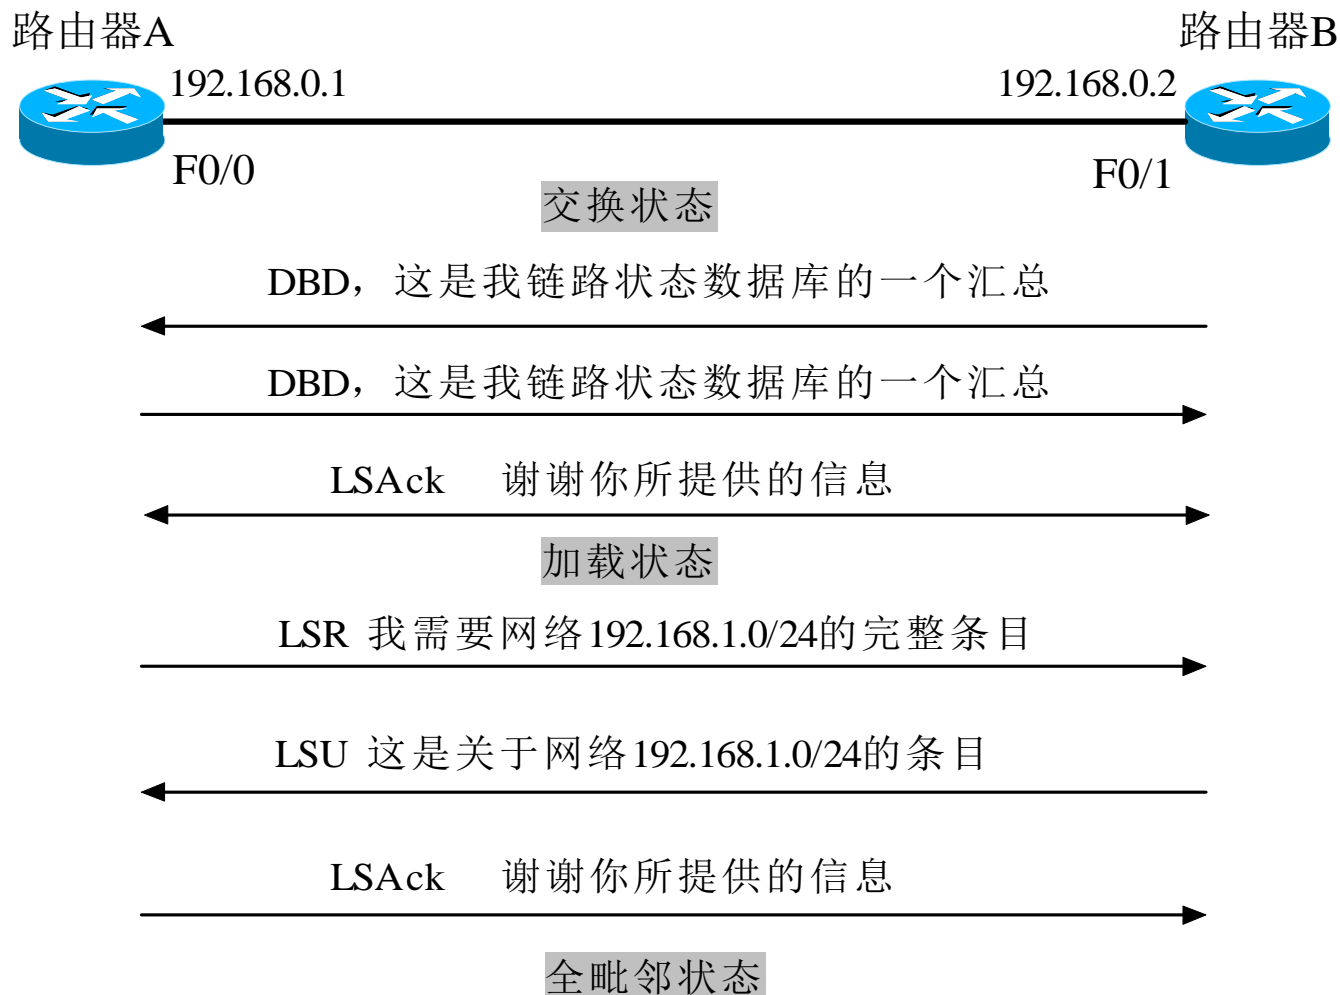 路由器A
路由器B
192.168.0.1
192.168.0.2
F0/0
F0/1
交换状态
DBD，这是我链路状态数据库的一个汇总
DBD，这是我链路状态数据库的一个汇总
LSAck 谢谢你所提供的信息
加载状态
LSR 我需要网络192.168.1.0/24的完整条目
LSU 这是关于网络192.168.1.0/24的条目
LSAck 谢谢你所提供的信息
全毗邻状态